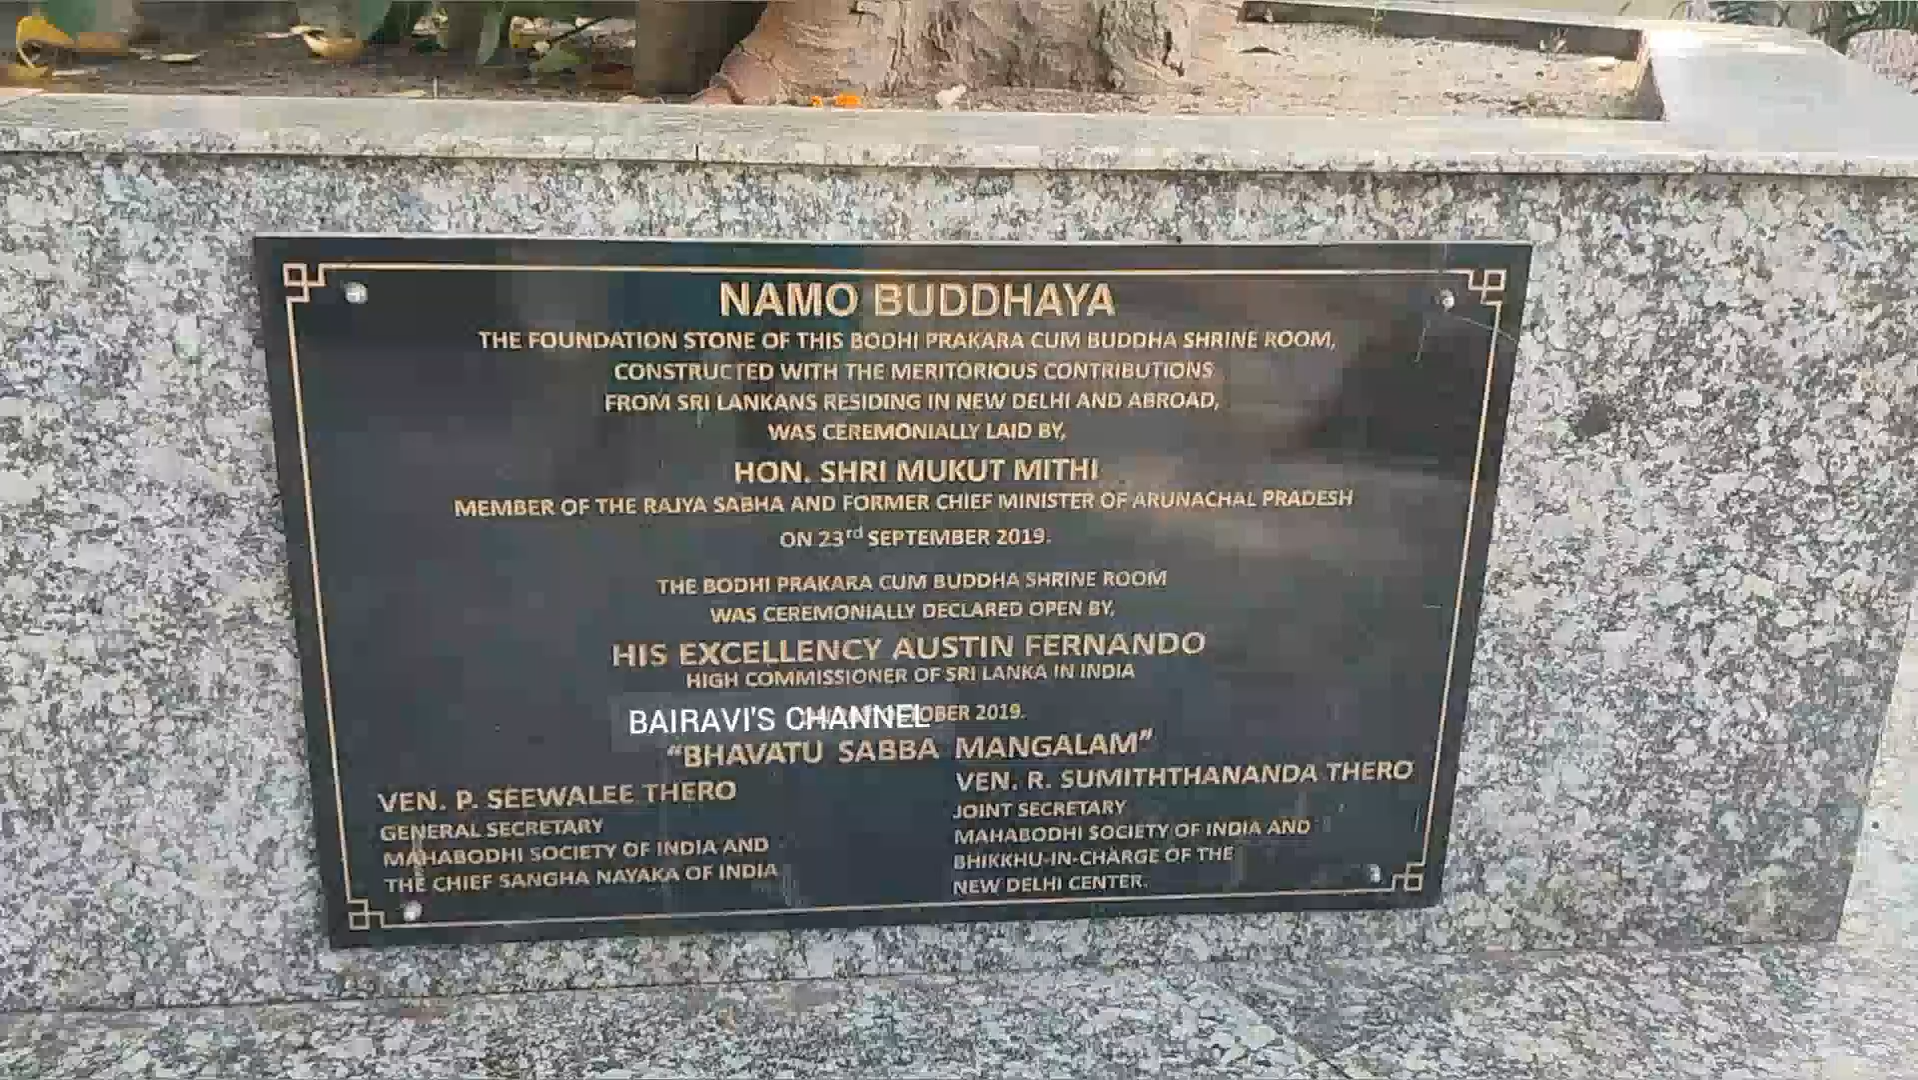 NAMO BUDDHAYA
THE FOUNDATION STONE OF THIS BODHI PRAKARA CUM BUDDHA SHRINE ROOM,
CONSTRUCTED WITH THE MERITORIOUS CONTRIBUTIONS
FROM SRI LANKANS RESIDING IN NEW DELHI AND ABROAD,
WAS CEREMONIALLY LAID BY,
HON. SHRI MUKUT MITHI
MEMBER OF THE RAJYA SABHA AND FORMER CHIEF MINISTER OF ARUNACHAL PRADESH
ON 23rd SEPTEMBER 2019.
THE BODHI PRAKARA CUM BUDDHA SHRINE ROOM
WAS CEREMONIALLY DECLARED OPEN BY,
HIS EXCELLENCY AUSTIN FERNANDO
HIGH COMMISSIONER OF SRI LANKA IN INDIA
BAIRAVI'S CHANNEL
2019.
“BHAVATU SABBA MANGALAM”
VEN. P. SEEWALEE THERO
GENERAL SECRETARY
MAHABODHI SOCIETY OF INDIA AND
THE CHIEF SANGHA NAYAKA OF INDIA
VEN. R. SUMITHTHANANDA THERO
JOINT SECRETARY
MAHABODHI SOCIETY OF INDIA AND
BHIKKHU-IN-CHARGE OF THE
NEW DELHI CENTER.